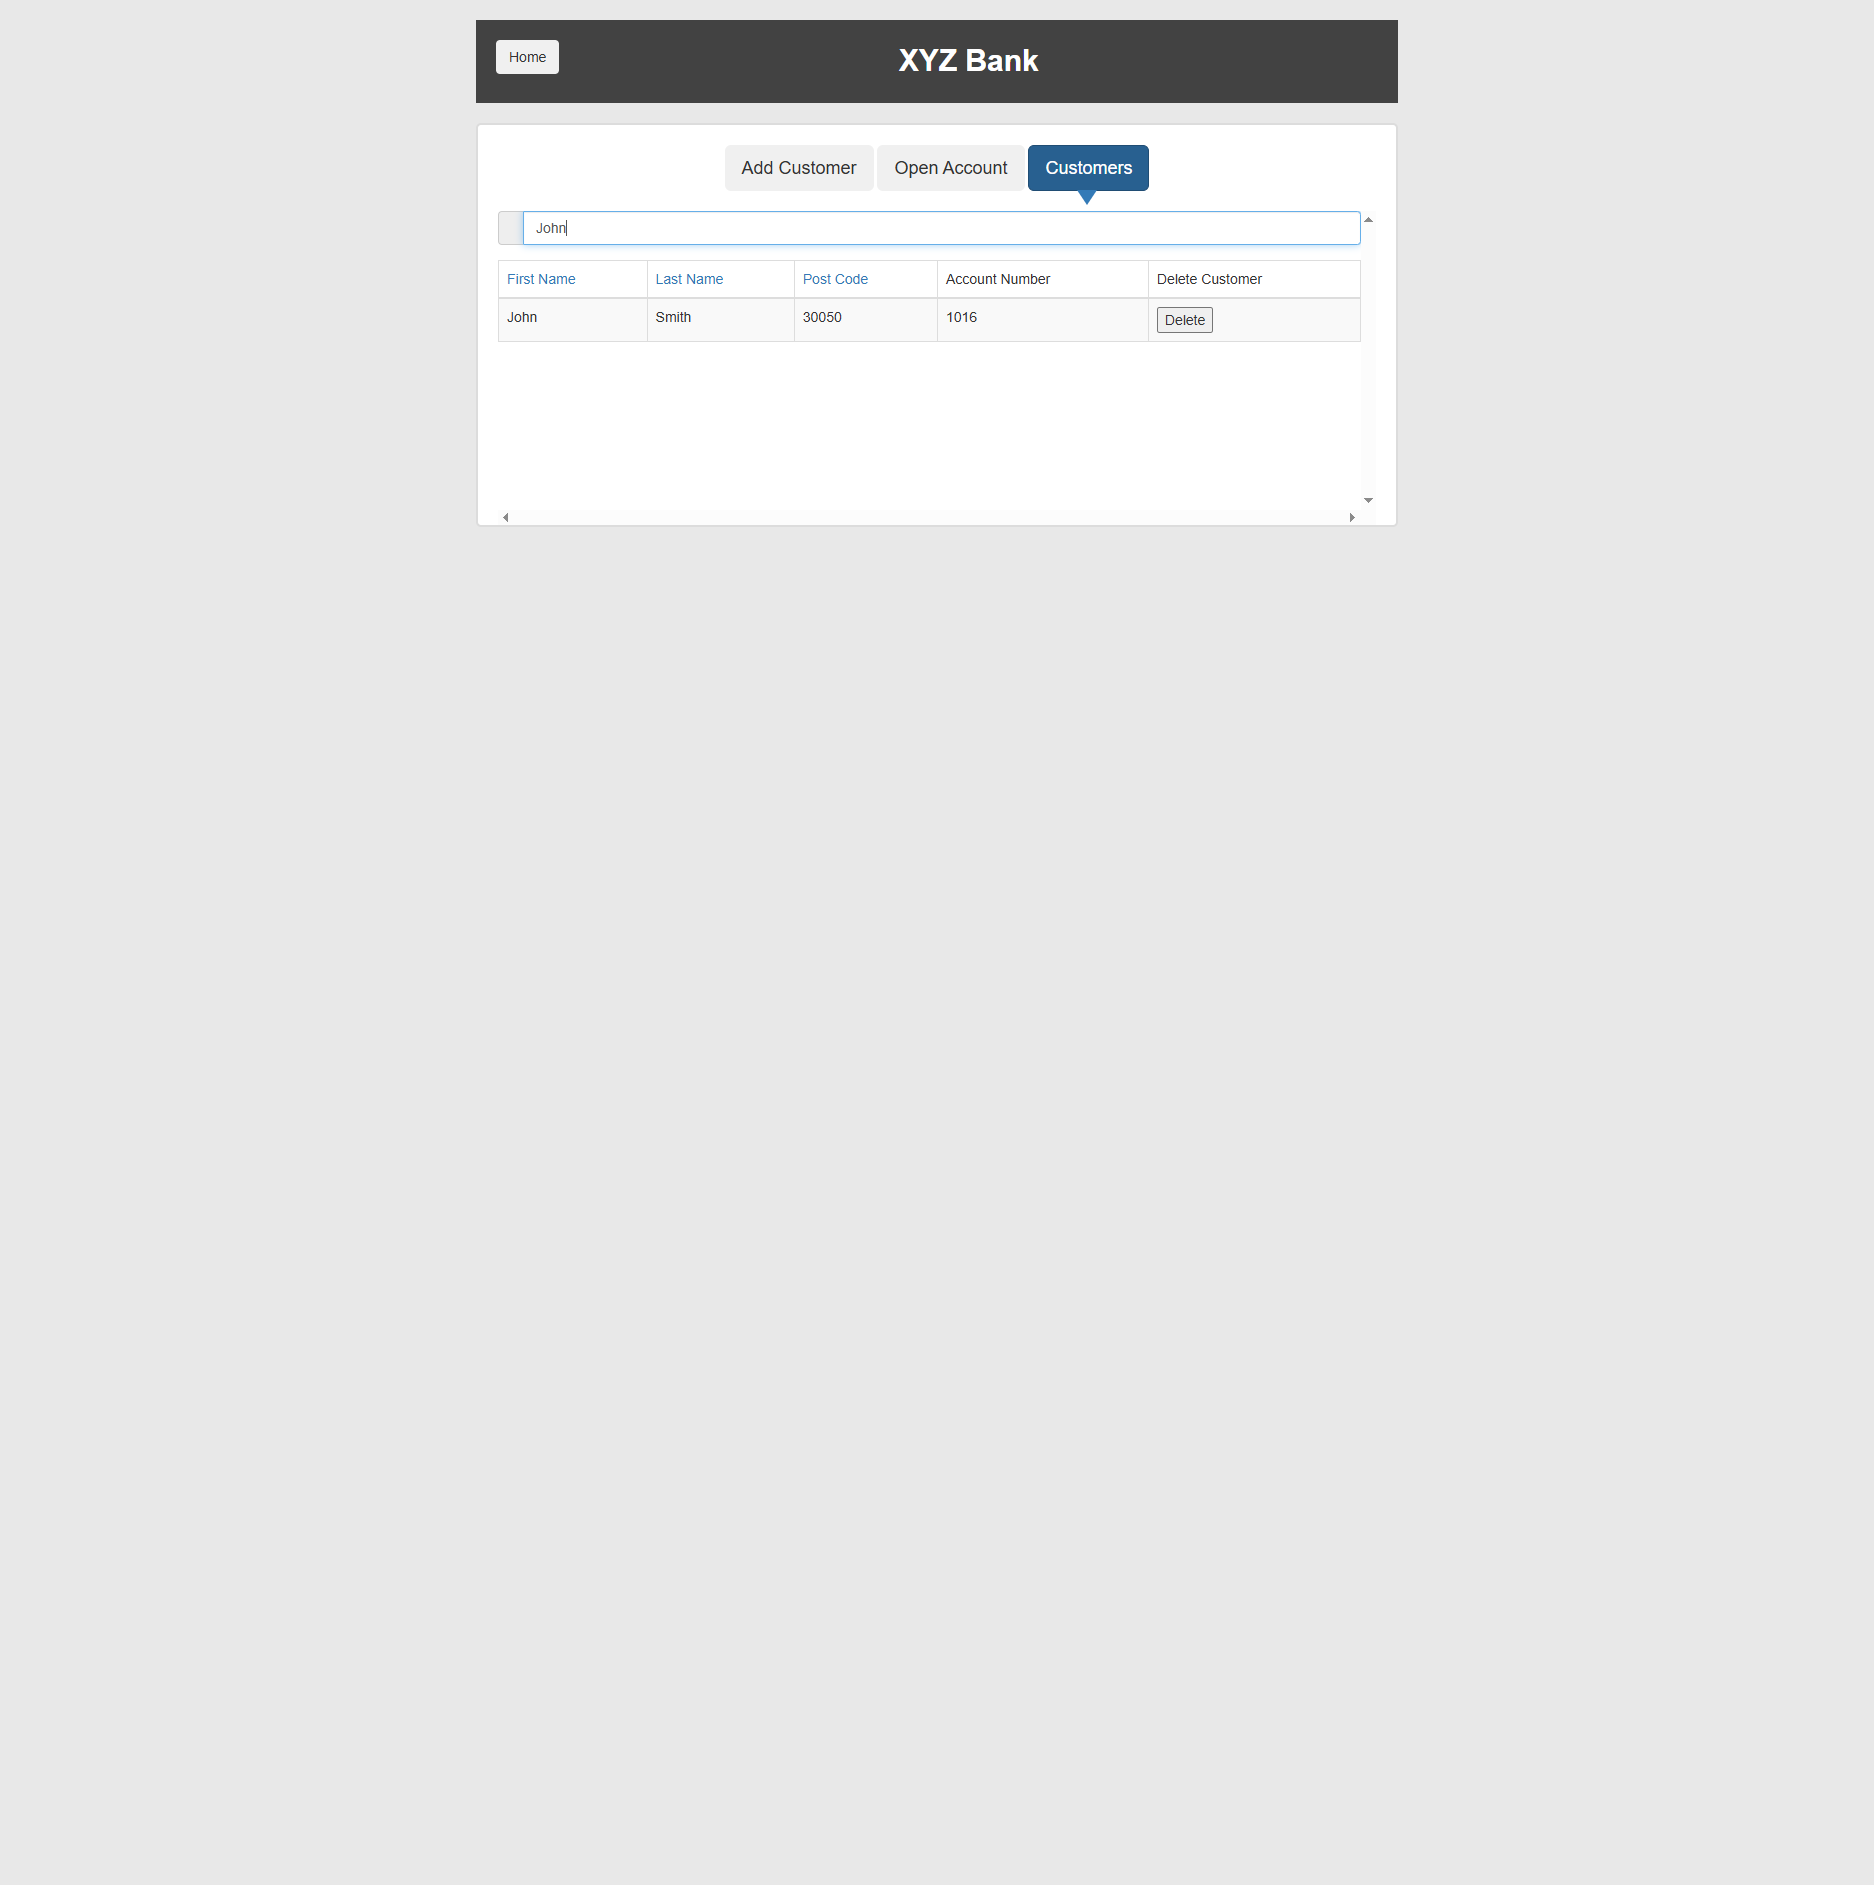 Home
XYZ Bank
Add Customer Open Account Customers
John
First Name Last Name Post Code Account Number Delete Customer
John Smith 30050 1016 Delete